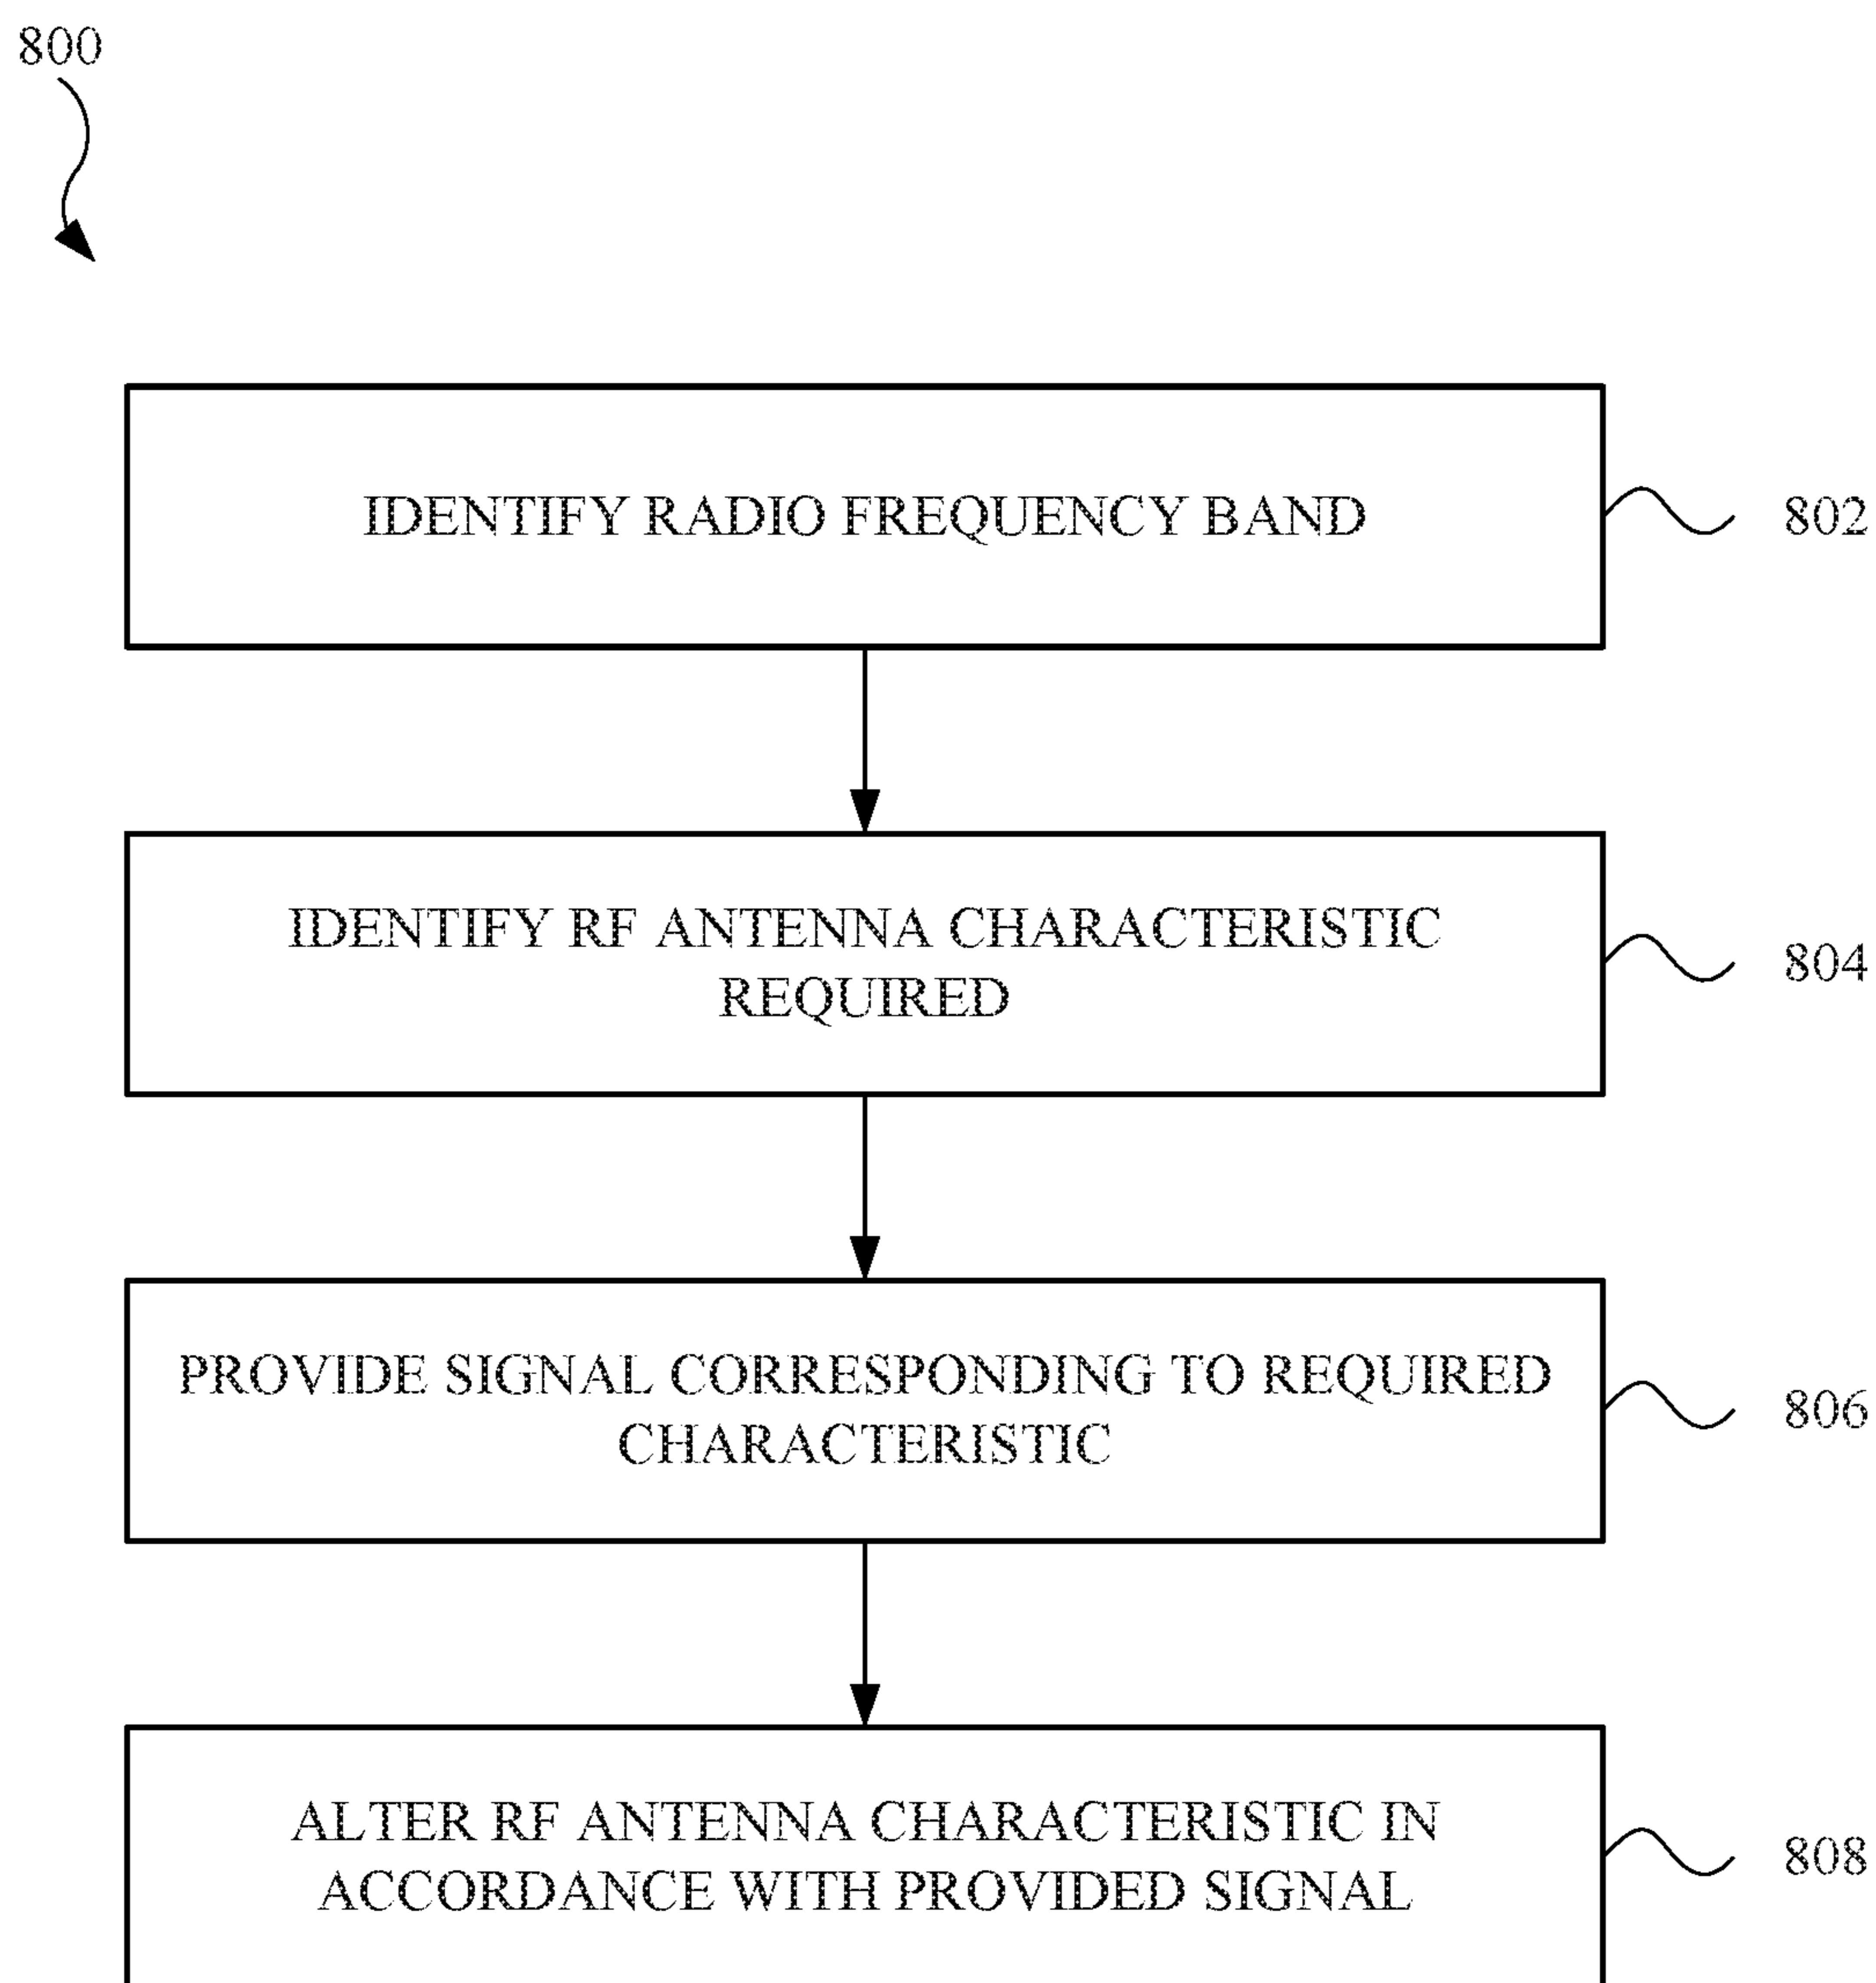 800
IDENTIFY RADIO FREQUENCY BAND
802
IDENTIFY RF ANTENNA CHARACTERISTIC
REQUIRED
804
PROVIDE SIGNAL CORRESPONDING TO REQUIRED
CHARACTERISTIC
806
ALTER RF ANTENNA CHARACTERISTIC IN
ACCORDANCE WITH PROVIDED SIGNAL
808